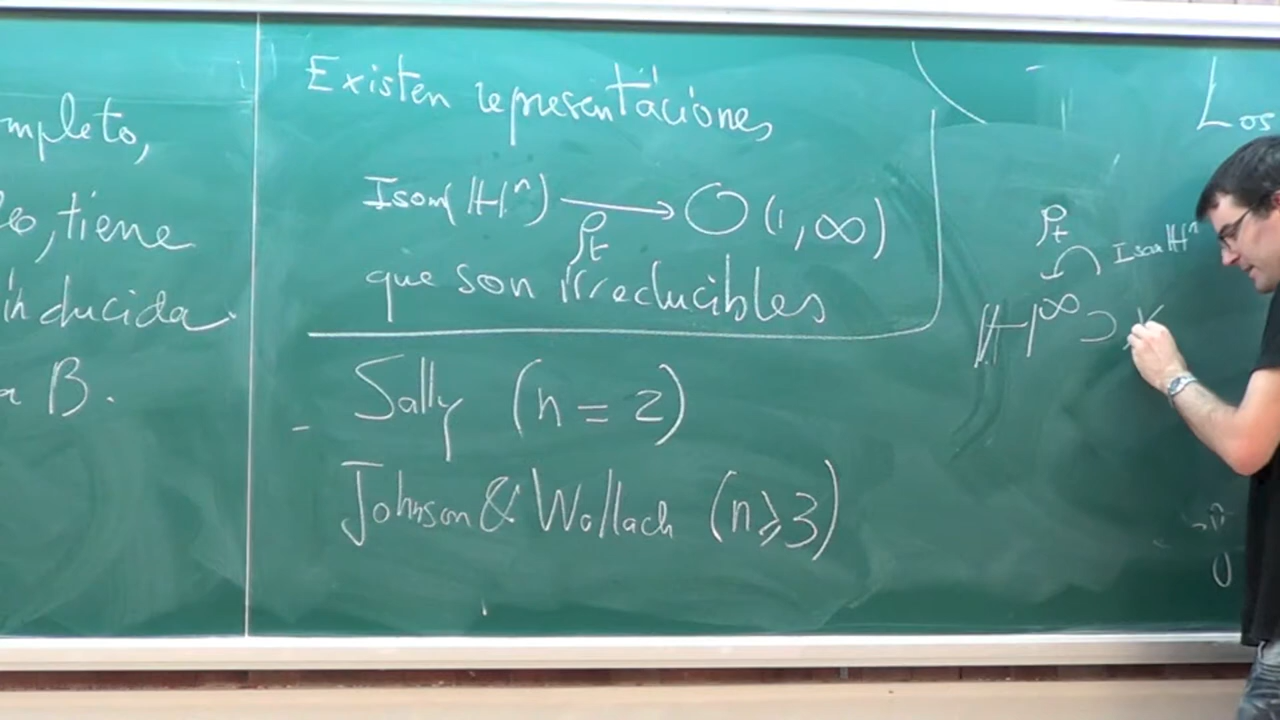 mpleto,
tiene
inducida
B.
Existen representaciones
Isom(ℍⁿ) ⟶ O(1,∞)
ρₜ
que son irreducibles
- Sally (n = 2)
Johnson & Wallach (n ⩾ 3)
Los
ρₜ
Isom ℍⁿ
ℍ^∞ ⊃